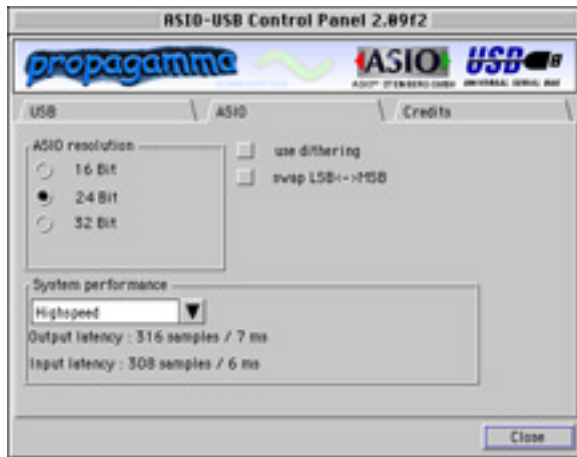 ASIO-USB Control Panel 2.09f2
propagamma ASIO USB
USB ASIO Credits
ASIO resolution
16 Bit
24 Bit
32 Bit
use dithering
swap LSB<->MSB
System performance
Highspeed
Output latency : 316 samples / 7 ms
Input latency : 308 samples / 6 ms
Close